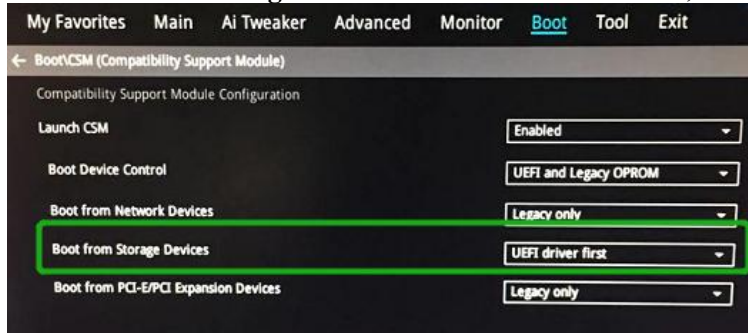 My Favorites Main Ai Tweaker Advanced Monitor Boot Tool Exit
← Boot\CSM (Compatibility Support Module)
Compatibility Support Module Configuration
Launch CSM Enabled
Boot Device Control UEFI and Legacy OPROM
Boot from Network Devices Legacy only
Boot from Storage Devices UEFI driver first
Boot from PCI-E/PCI Expansion Devices Legacy only